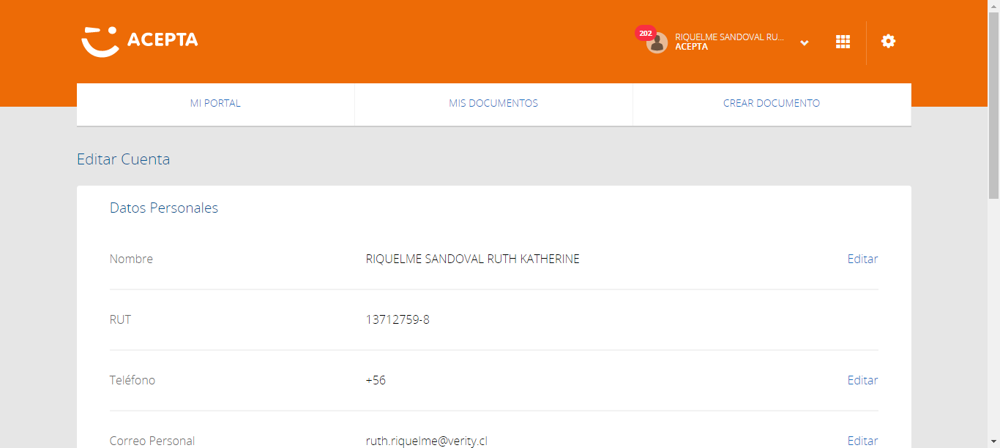 ACEPTA
202
RIQUELME SANDOVAL RU...
ACEPTA
MI PORTAL
MIS DOCUMENTOS
CREAR DOCUMENTO
Editar Cuenta
Datos Personales
Nombre RIQUELME SANDOVAL RUTH KATHERINE Editar
RUT 13712759-8
Teléfono +56 Editar
Correo Personal ruth.riquelme@verity.cl Editar